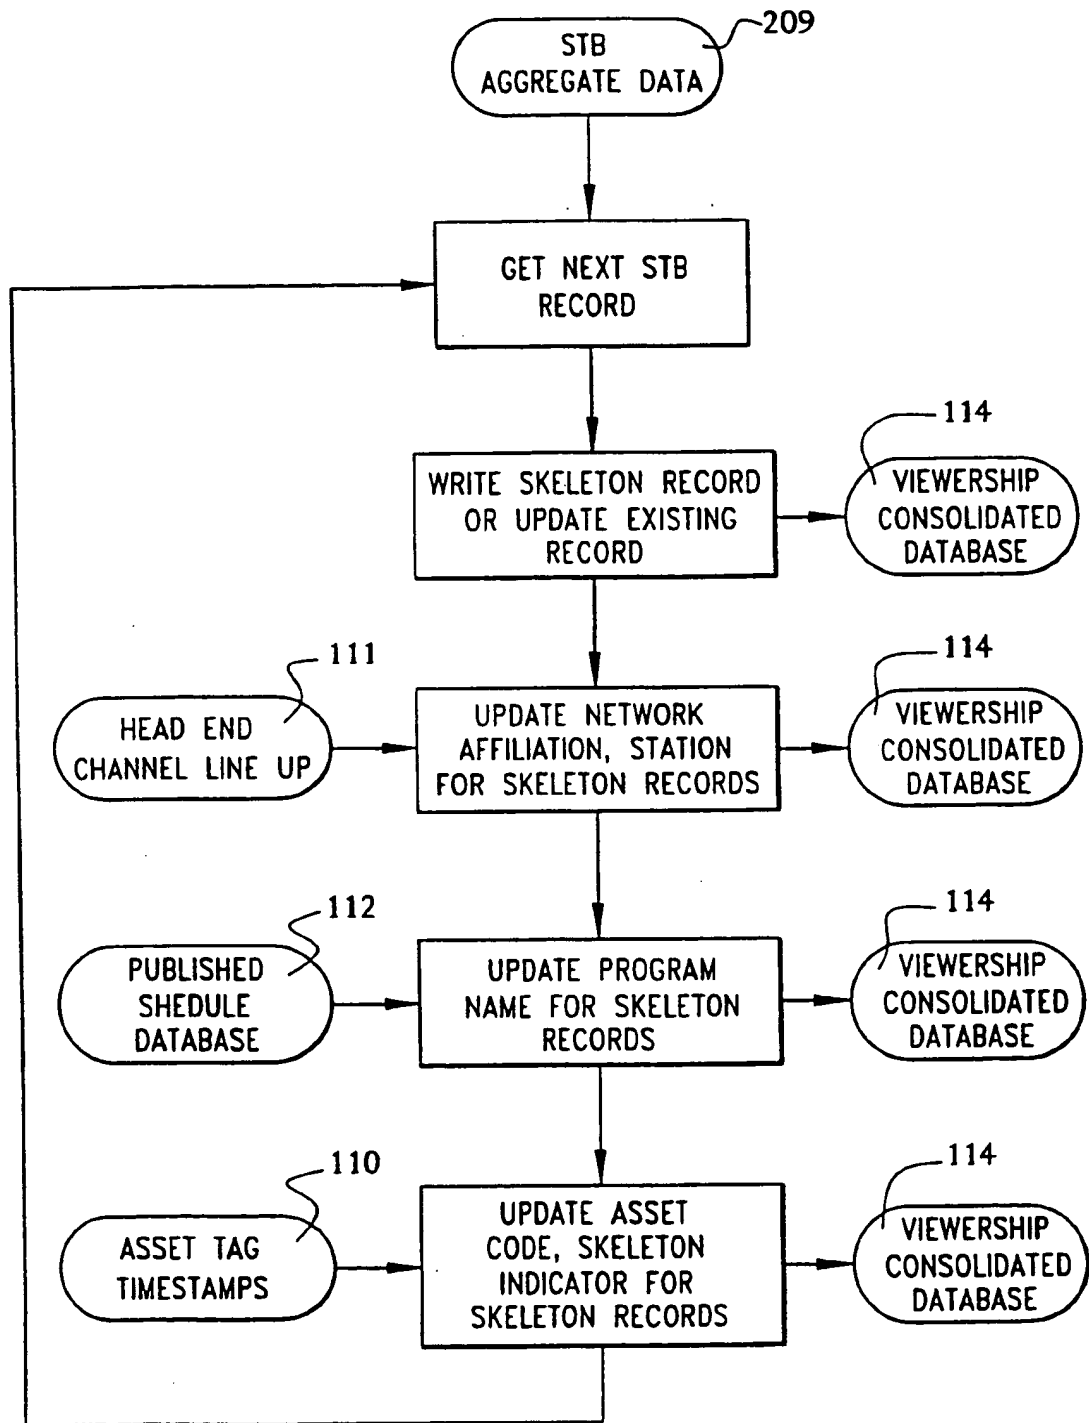 209
STB
AGGREGATE DATA
GET NEXT STB
RECORD
114
WRITE SKELETON RECORD
OR UPDATE EXISTING
RECORD
VIEWERSHIP
CONSOLIDATED
DATABASE
111
114
HEAD END
CHANNEL LINE UP
UPDATE NETWORK
AFFILIATION, STATION
FOR SKELETON RECORDS
VIEWERSHIP
CONSOLIDATED
DATABASE
112
114
PUBLISHED
SHEDULE
DATABASE
UPDATE PROGRAM
NAME FOR SKELETON
RECORDS
VIEWERSHIP
CONSOLIDATED
DATABASE
110
114
ASSET TAG
TIMESTAMPS
UPDATE ASSET
CODE, SKELETON
INDICATOR FOR
SKELETON RECORDS
VIEWERSHIP
CONSOLIDATED
DATABASE